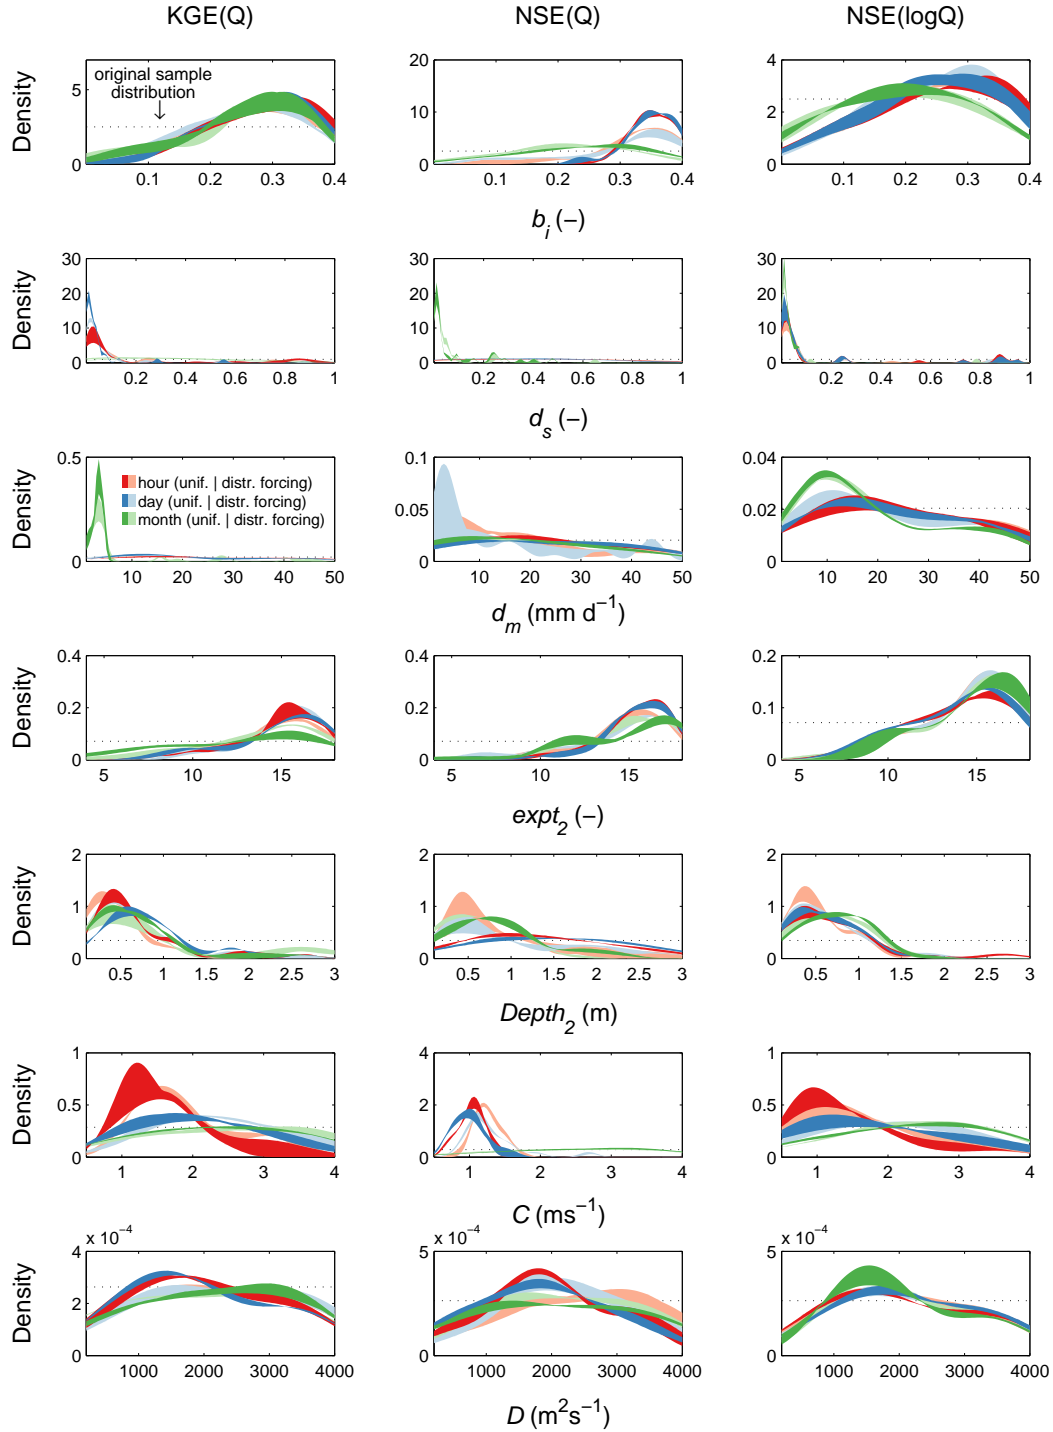 KGE(Q) NSE(Q) NSE(logQ)
Density
original sample
distribution
0 5
0.1 0.2 0.3 0.4
0 10 20
0.1 0.2 0.3 0.4
0 2 4
0.1 0.2 0.3 0.4
b_i (–)
Density
0 10 20 30
0.2 0.4 0.6 0.8 1
0 10 20 30
0.2 0.4 0.6 0.8 1
0 10 20 30
0.2 0.4 0.6 0.8 1
d_s (–)
Density
0 0.5
hour (unif. | distr. forcing)
day (unif. | distr. forcing)
month (unif. | distr. forcing)
10 20 30 40 50
0 0.05 0.1
10 20 30 40 50
0 0.02 0.04
10 20 30 40 50
d_m (mm d⁻¹)
Density
0 0.2 0.4
5 10 15
0 0.2 0.4
5 10 15
0 0.1 0.2
5 10 15
expt_2 (–)
Density
0 1 2
0.5 1 1.5 2 2.5 3
0 1 2
0.5 1 1.5 2 2.5 3
0 1 2
0.5 1 1.5 2 2.5 3
Depth_2 (m)
Density
0 0.5 1
1 2 3 4
0 2 4
1 2 3 4
0 0.5 1
1 2 3 4
C (ms⁻¹)
Density
x 10⁻⁴
0 2 4
1000 2000 3000 4000
x 10⁻⁴
0 5
1000 2000 3000 4000
x 10⁻⁴
0 5
1000 2000 3000 4000
D (m²s⁻¹)